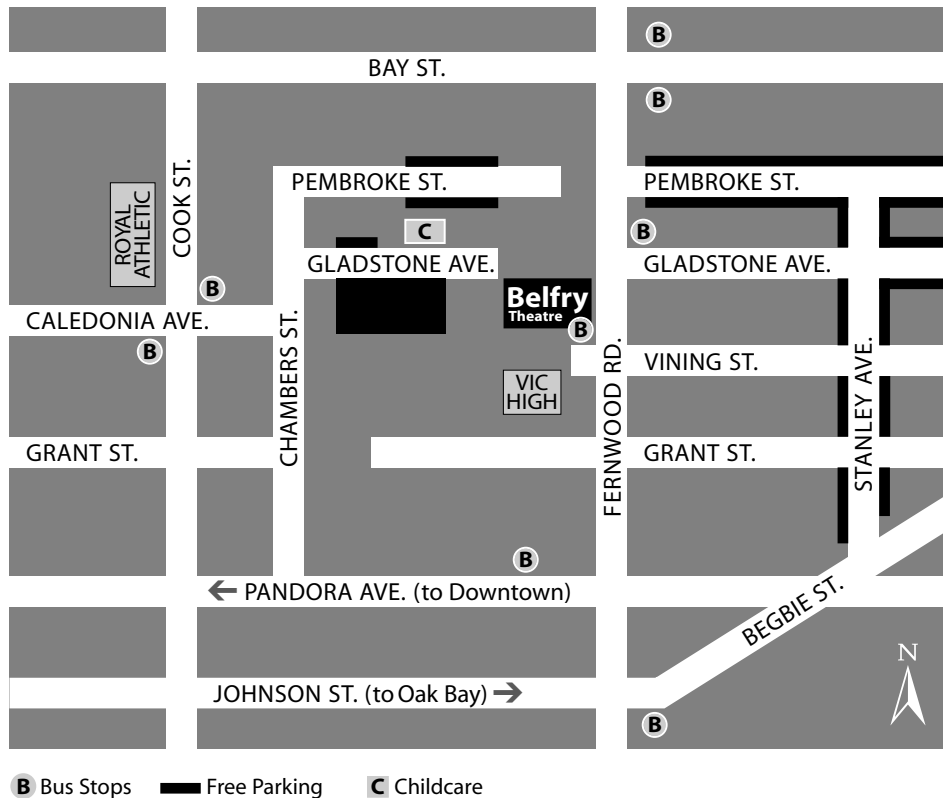 B
BAY ST.
B
PEMBROKE ST.
PEMBROKE ST.
ROYAL
ATHLETIC
COOK ST.
C
B
GLADSTONE AVE.
GLADSTONE AVE.
B
Belfry
Theatre
B
CALEDONIA AVE.
B
CHAMBERS ST.
VINING ST.
FERNWOOD RD.
STANLEY AVE.
VIC
HIGH
GRANT ST.
GRANT ST.
B
← PANDORA AVE. (to Downtown)
BEGBIE ST.
N
JOHNSON ST. (to Oak Bay) →
B
B Bus Stops
Free Parking
C Childcare